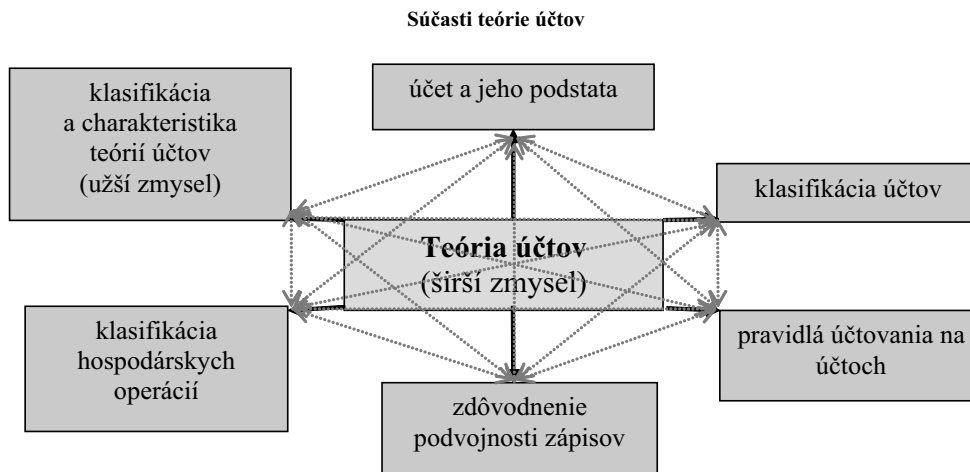 Súčasti teórie účtov
klasifikácia
a charakteristika
teórií účtov
(užší zmysel)
účet a jeho podstata
klasifikácia účtov
Teória účtov
(širší zmysel)
klasifikácia
hospodárskych
operácií
pravidlá účtovania na
účtoch
zdôvodnenie
podvojnosti zápisov